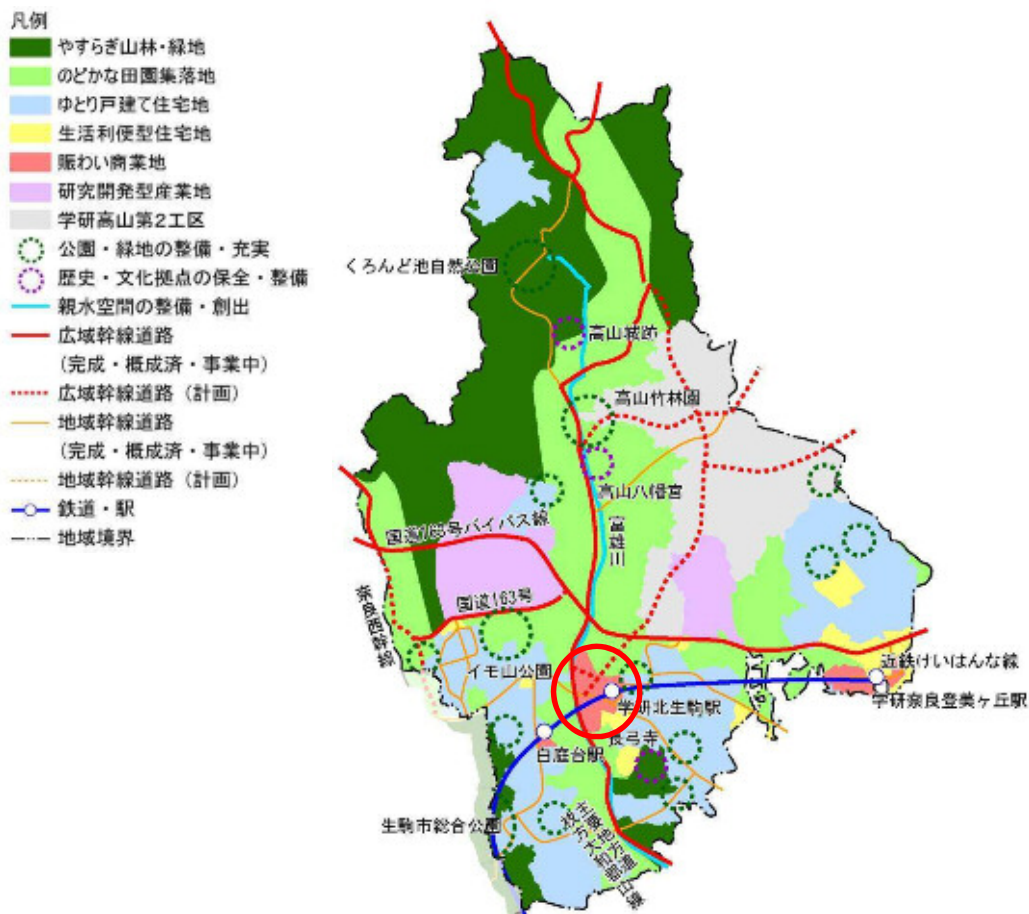 凡例
やすらぎ山林・緑地
のどかな田園集落地
ゆとり戸建て住宅地
生活利便型住宅地
賑わい商業地
研究開発型産業地
学研高山第2工区
公園・緑地の整備・充実
歴史・文化拠点の保全・整備
親水空間の整備・創出
広域幹線道路
(完成・概成済・事業中)
広域幹線道路（計画）
地域幹線道路
(完成・概成済・事業中)
地域幹線道路（計画）
鉄道・駅
地域境界
くろんど池自然公園
高山城跡
高山竹林園
高山八幡宮
富雄川
国道163号バイパス線
国道163号
イモ山公園
近鉄けいはんな線
学研奈良登美ヶ丘駅
学研北生駒駅
長弓寺
白庭台駅
生駒市総合公園
主要地方道
枚方大和郡山線